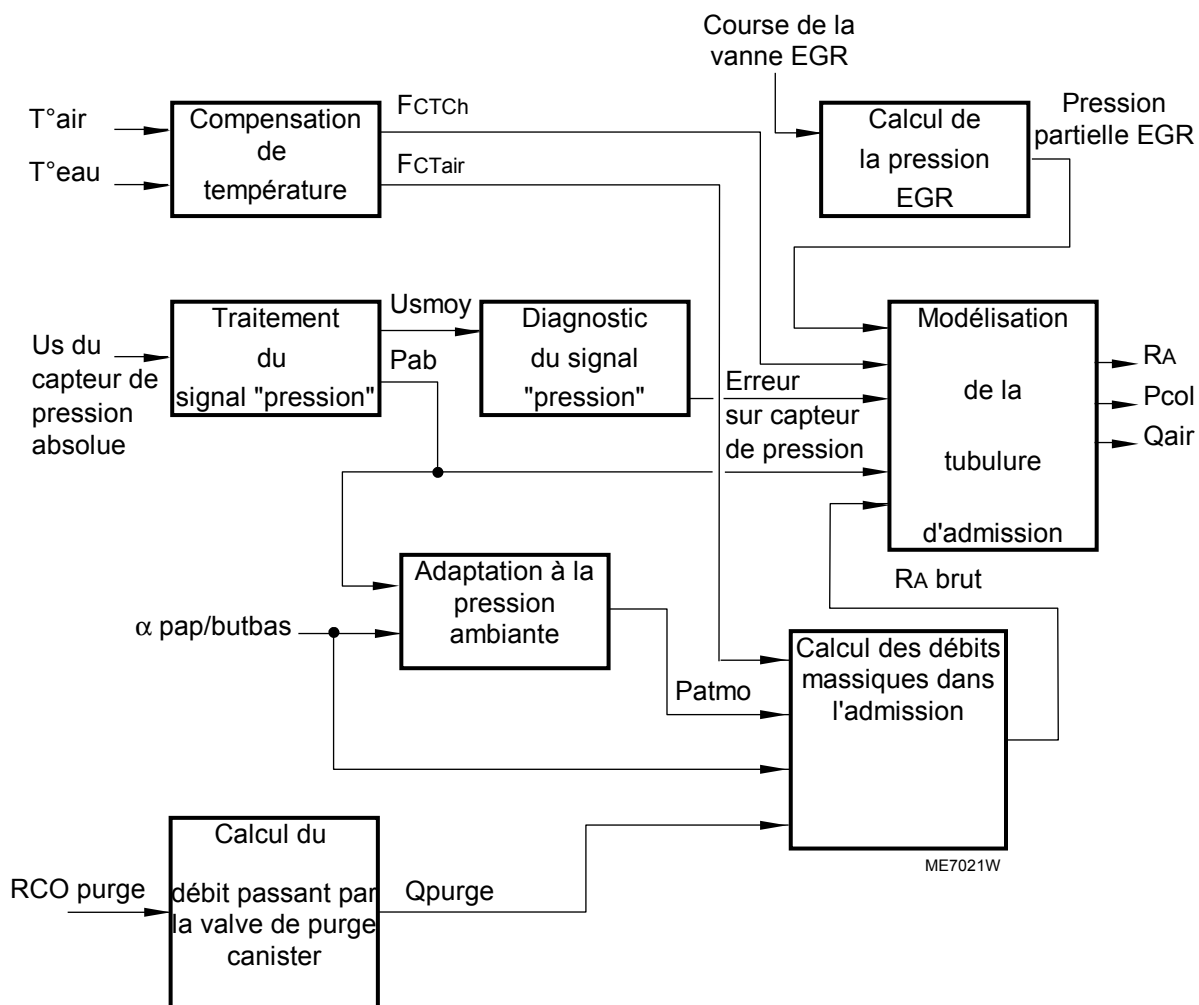 Course de la
vanne EGR
T°air
T°eau
Compensation
de
température
FCTCh
FCTair
Calcul de
la pression
EGR
Pression
partielle EGR
Us du
capteur de
pression
absolue
Traitement
du
signal "pression"
Usmoy
Pab
Diagnostic
du signal
"pression"
Erreur
sur capteur
de pression
Modélisation
de la
tubulure
d'admission
RA
Pcol
Qair
α pap/butbas
Adaptation à la
pression
ambiante
Patmo
RA brut
Calcul des débits
massiques dans
l'admission
ME7021W
RCO purge
Calcul du
débit passant par
la valve de purge
canister
Qpurge